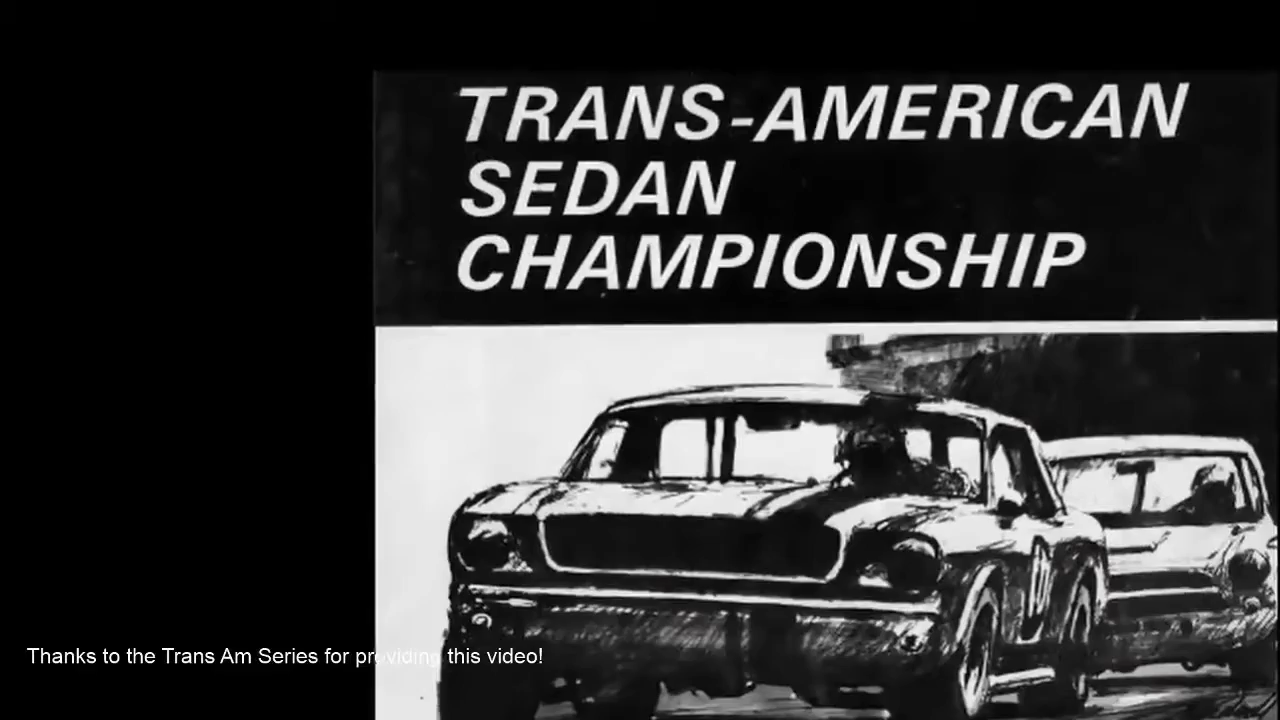 TRANS-AMERICAN
SEDAN
CHAMPIONSHIP
Thanks to the Trans Am Series for providing this video!